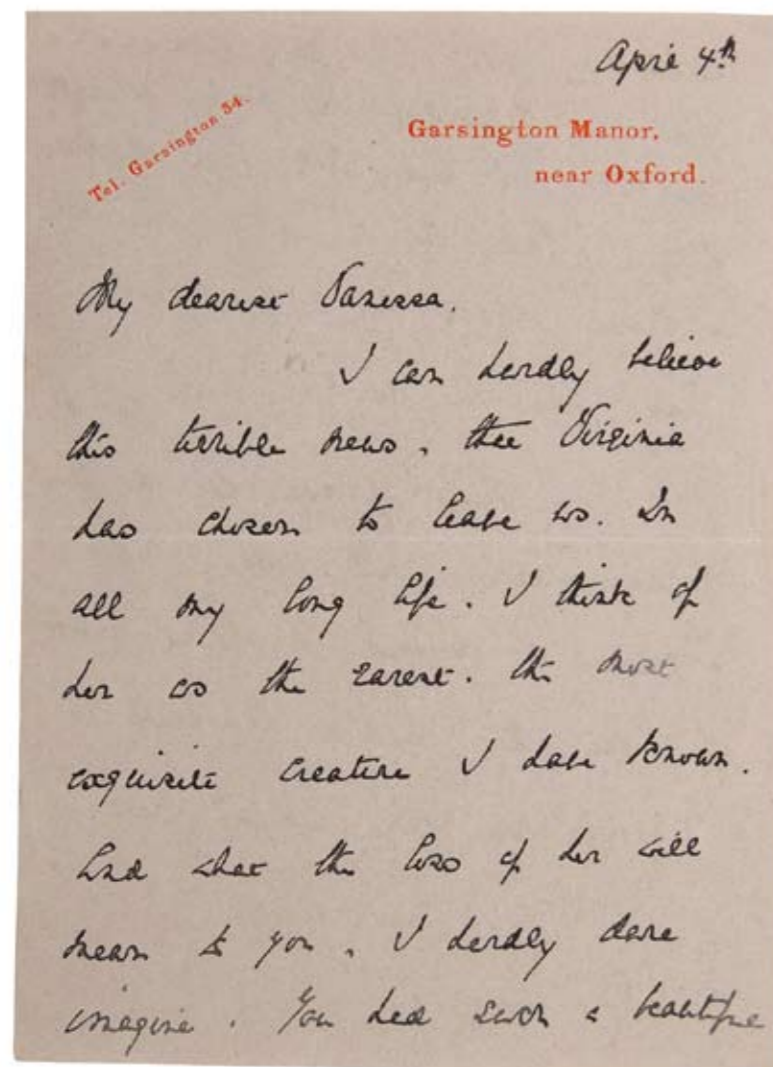 April 4th
Tel. Garsington 34.
Garsington Manor,
near Oxford.
My dearest Vanessa.
I can hardly believe
this terrible news, that Virginia
has chosen to leave us. In
all my long life. I think of
her as the rarest. the most
exquisite creature I have known.
And what the loss of her will
mean to you, I hardly dare
imagine. You had such a beautiful